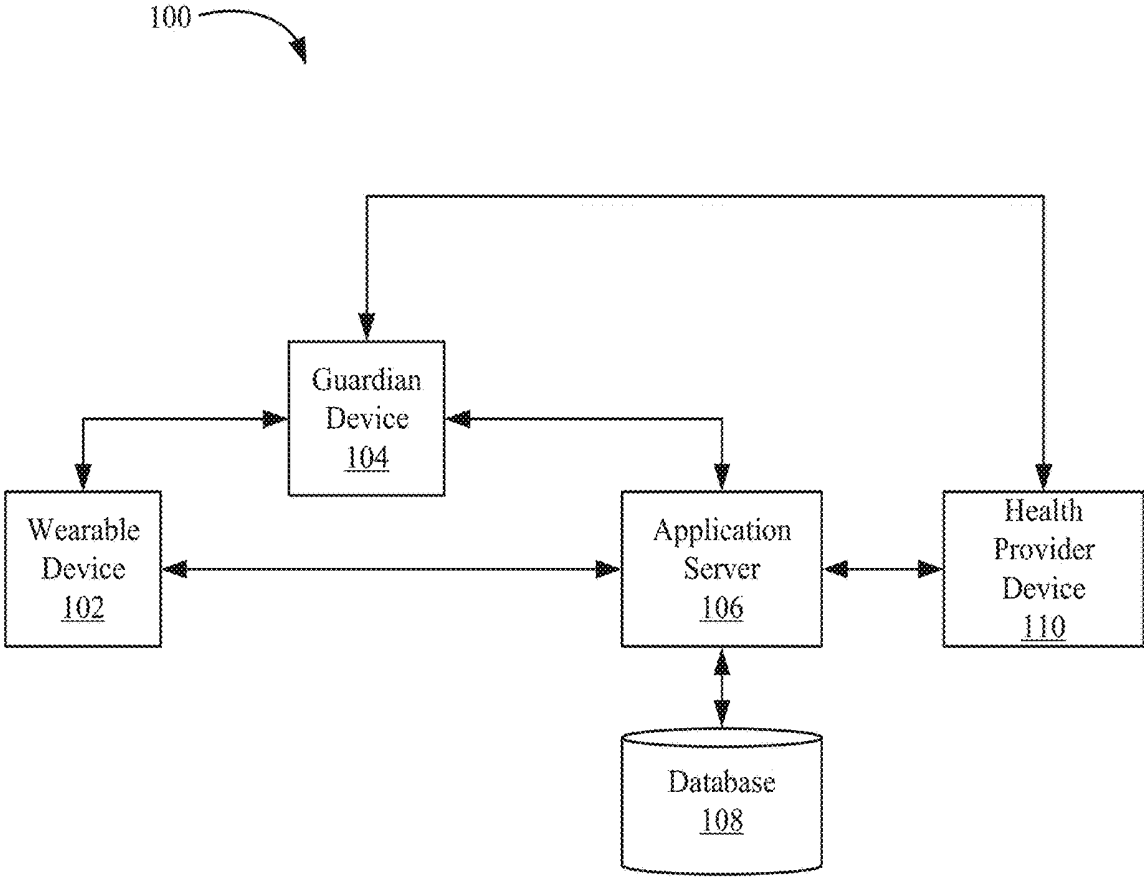 100
Guardian
Device
104
Wearable
Device
102
Application
Server
106
Health
Provider
Device
110
Database
108